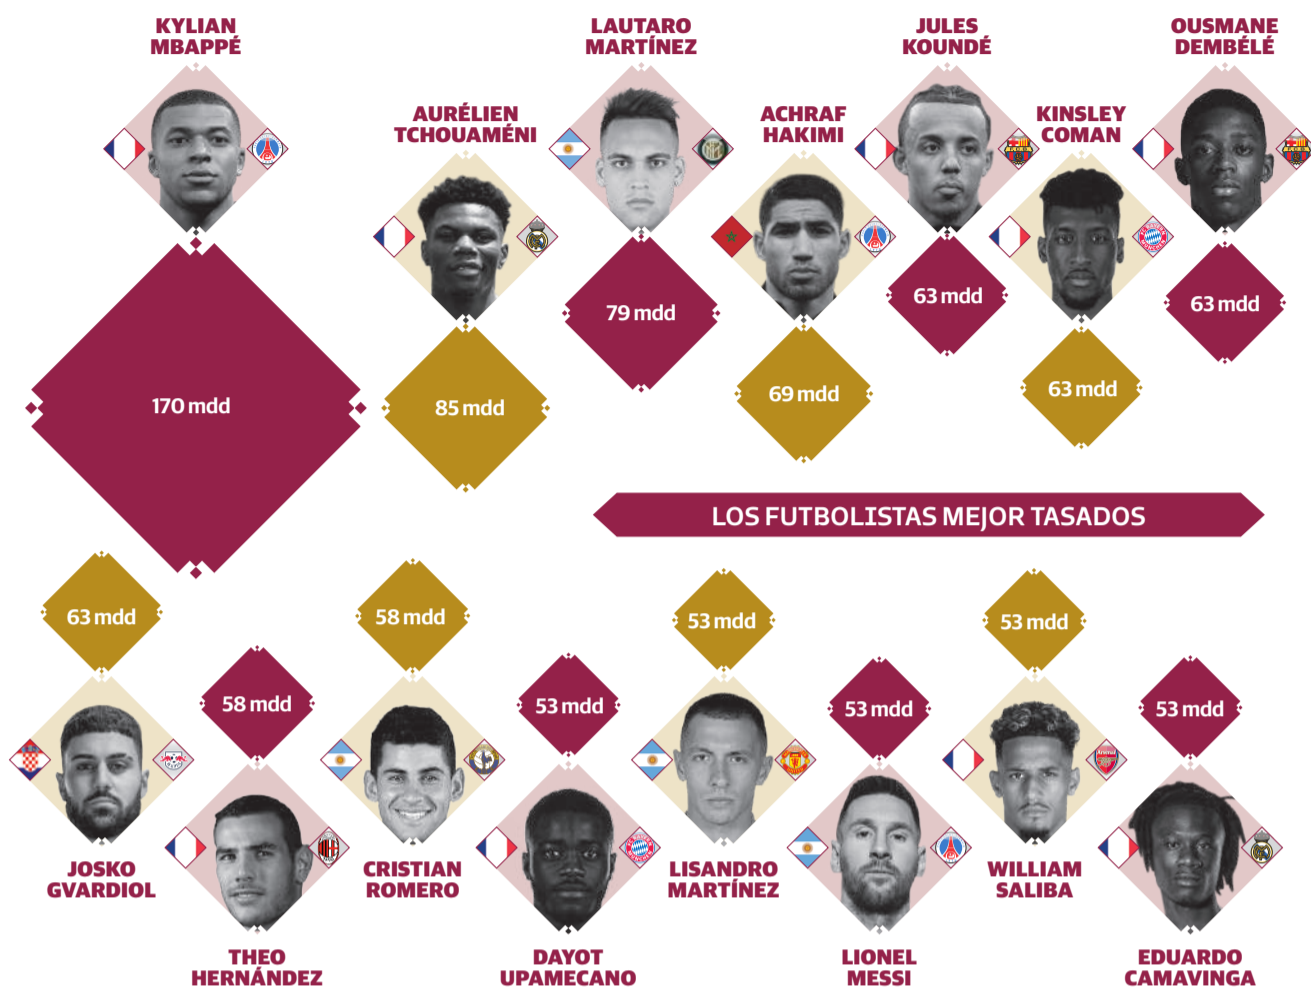 KYLIAN
MBAPPÉ
170 mdd
AURÉLIEN
TCHOUAMÉNI
85 mdd
LAUTARO
MARTÍNEZ
79 mdd
ACHRAF
HAKIMI
69 mdd
JULES
KOUNDÉ
63 mdd
KINSLEY
COMAN
63 mdd
OUSMANE
DEMBÉLÉ
63 mdd
LOS FUTBOLISTAS MEJOR TASADOS
63 mdd
JOSKO
GVARDIOL
58 mdd
THEO
HERNÁNDEZ
58 mdd
CRISTIAN
ROMERO
53 mdd
DAYOT
UPAMECANO
53 mdd
LISANDRO
MARTÍNEZ
53 mdd
LIONEL
MESSI
53 mdd
WILLIAM
SALIBA
Arsenal
53 mdd
EDUARDO
CAMAVINGA